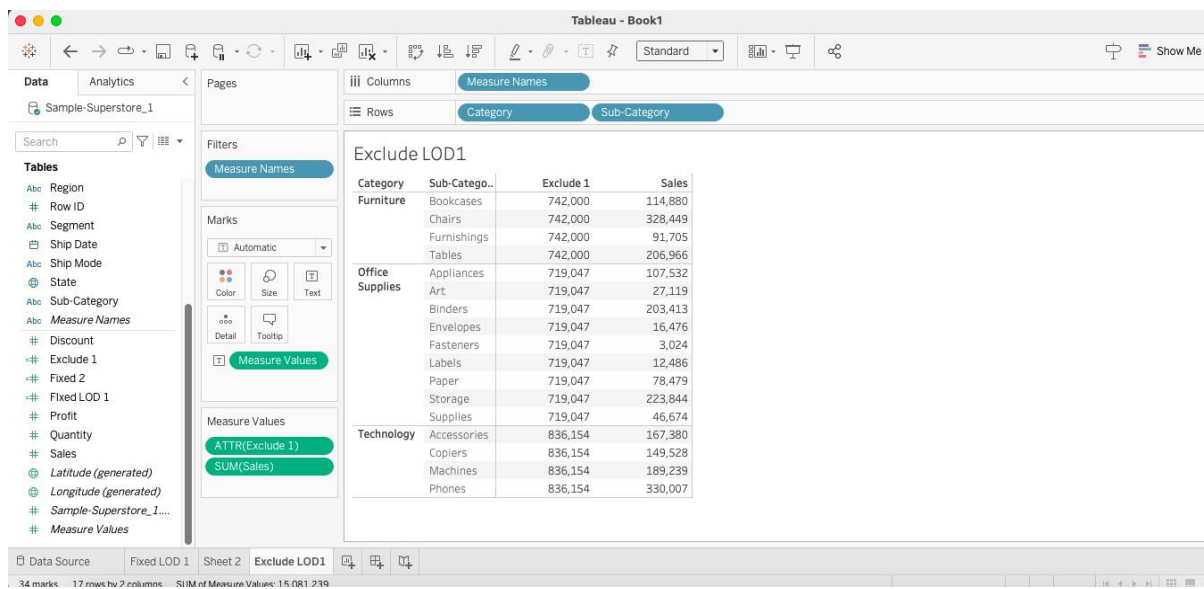 Tableau - Book1
Standard
Show Me
Data Analytics
Sample-Superstore_1
Search
Tables
Abc Region
# Row ID
Abc Segment
Ship Date
Abc Ship Mode
State
Abc Sub-Category
Abc Measure Names
# Discount
=# Exclude 1
=# Fixed 2
=# FIxed LOD 1
# Profit
# Quantity
# Sales
Latitude (generated)
Longitude (generated)
# Sample-Superstore_1....
# Measure Values
Pages
Filters
Measure Names
Marks
T Automatic
Color Size Text
Detail Tooltip
T Measure Values
Measure Values
ATTR(Exclude 1)
SUM(Sales)
iii Columns Measure Names
Rows Category Sub-Category
Exclude LOD1
Category Sub-Catego.. Exclude 1 Sales
Furniture Bookcases 742,000 114,880
Chairs 742,000 328,449
Furnishings 742,000 91,705
Tables 742,000 206,966
Office Appliances 719,047 107,532
Supplies Art 719,047 27,119
Binders 719,047 203,413
Envelopes 719,047 16,476
Fasteners 719,047 3,024
Labels 719,047 12,486
Paper 719,047 78,479
Storage 719,047 223,844
Supplies 719,047 46,674
Technology Accessories 836,154 167,380
Copiers 836,154 149,528
Machines 836,154 189,239
Phones 836,154 330,007
Data Source Fixed LOD 1 Sheet 2 Exclude LOD1
34 marks 17 rows by 2 columns SUM of Measure Values: 15,081,239